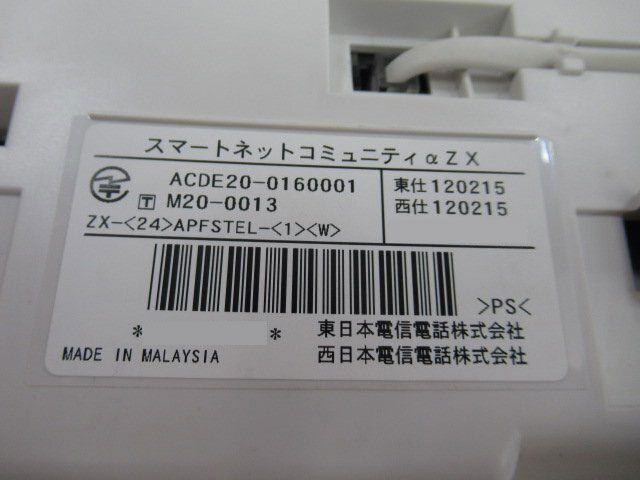 スマートネットコミュニティαZX
ACDE20-0160001
T M20-0013
東仕120215
西仕120215
ZX-<24>APFSTEL-<1><W>
>PS<
* *
東日本電信電話株式会社
MADE IN MALAYSIA
西日本電信電話株式会社